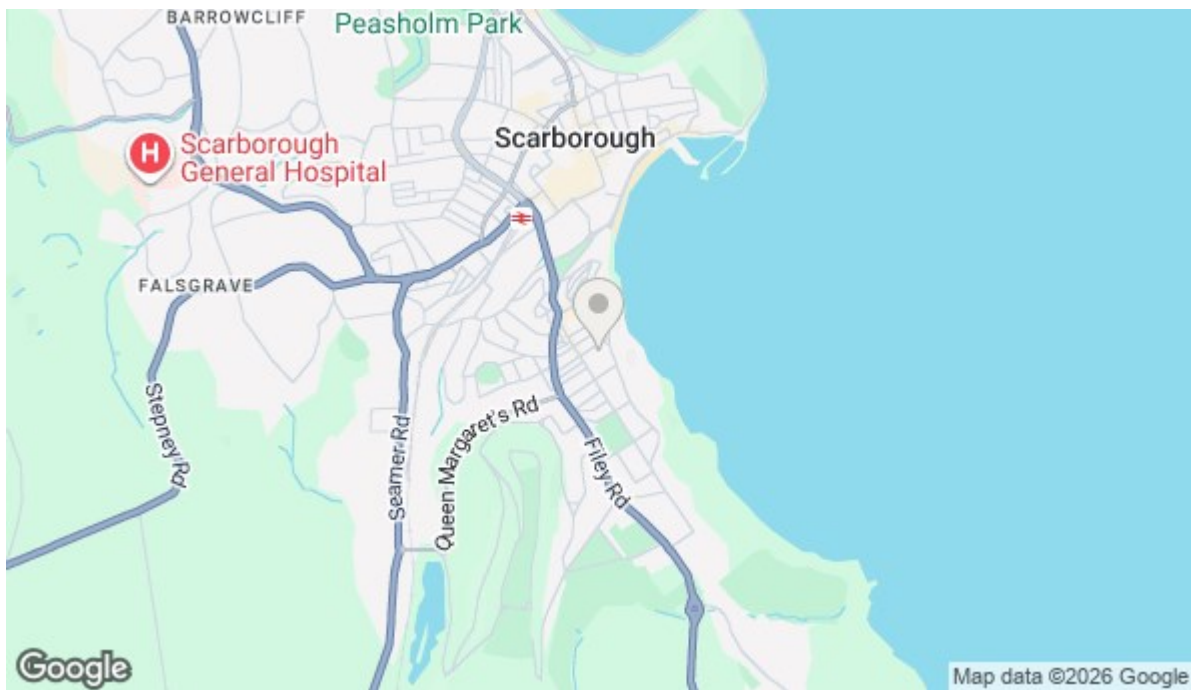 BARROWCLIFF
Peasholm Park
Scarborough
H
Scarborough
General Hospital
FALSGRAVE
Stepney Rd
Seamer Rd
Queen Margaret's Rd
Filey Rd
Google
Map data ©2026 Google